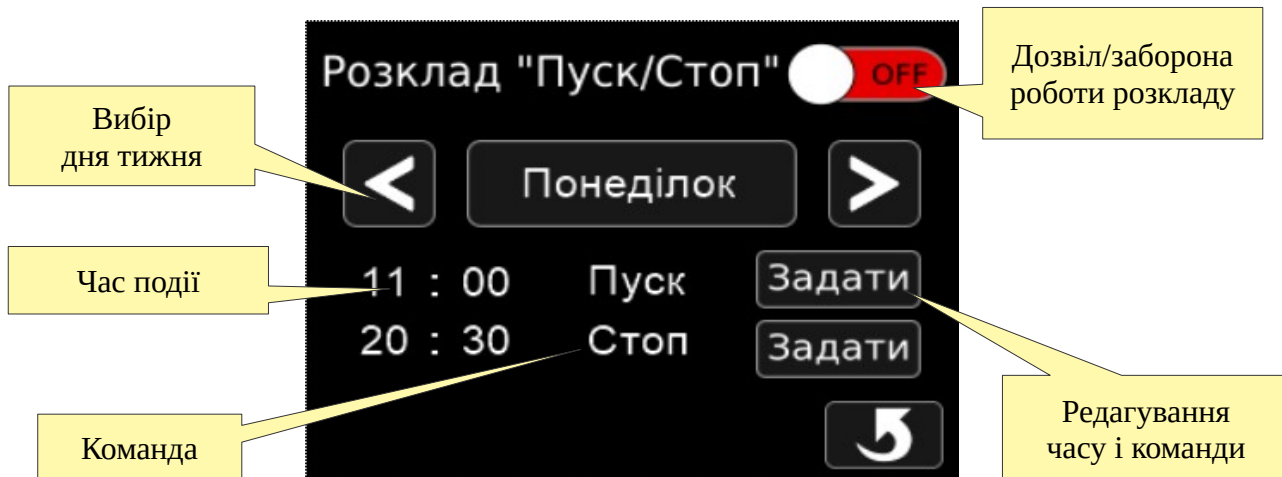 Розклад "Пуск/Стоп"
OFF
Дозвіл/заборона
роботи розкладу
Вибір
дня тижня
<
Понеділок
>
Час події
11 : 00 Пуск Задати
20 : 30 Стоп Задати
Команда
Редагування
часу і команди